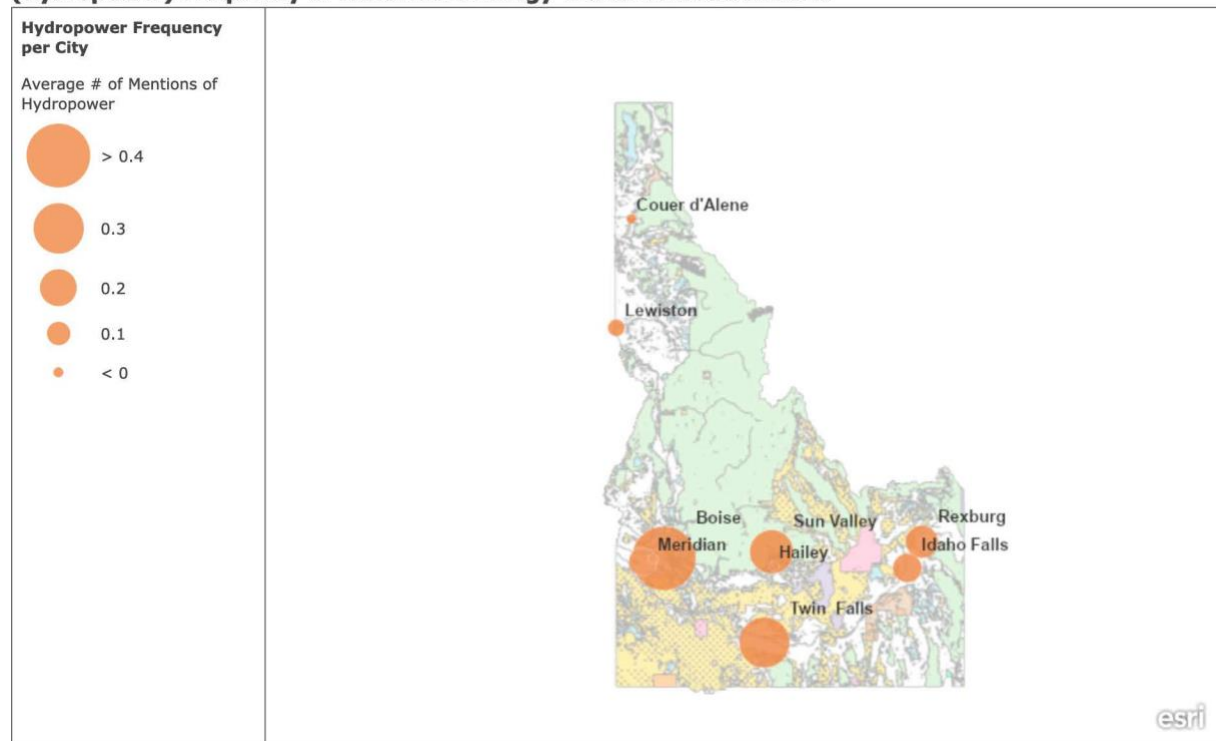 Hydropower Frequency
per City
Average # of Mentions of
Hydropower
> 0.4
0.3
0.2
0.1
< 0
Couer d'Alene
Lewiston
Boise
Meridian
Sun Valley
Hailey
Rexburg
Idaho Falls
Twin Falls
esri